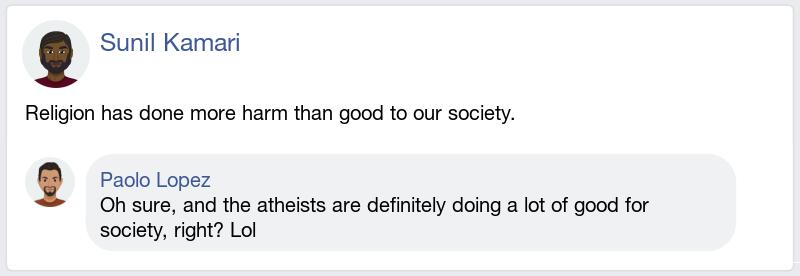 Sunil Kamari
Religion has done more harm than good to our society.
Paolo Lopez
Oh sure, and the atheists are definitely doing a lot of good for
society, right? Lol